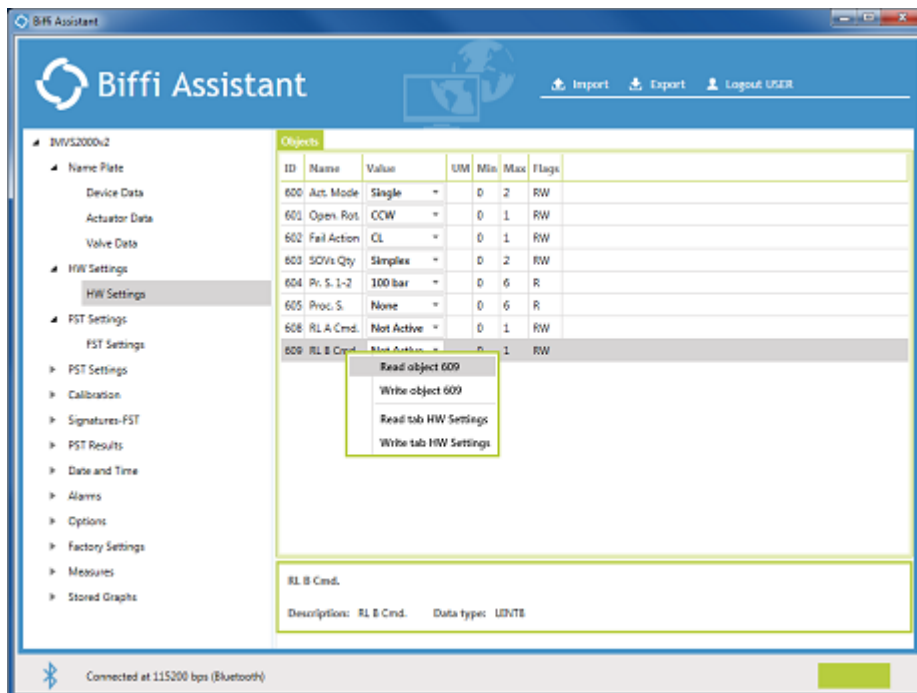 Biffi Assistant
Biffi Assistant
Import Export Logout USER
IMVS2000v2
Name Plate
Device Data
Actuator Data
Valve Data
HW Settings
HW Settings
FST Settings
FST Settings
PST Settings
Calibration
Signatures-FST
PST Results
Date and Time
Alarms
Options
Factory Settings
Measures
Stored Graphs
Objects
ID Name Value UM Min Max Flags
600 Act. Mode Single 0 2 RW
601 Open. Rot. CCW 0 1 RW
602 Fail Action CL 0 1 RW
603 SOVs Qty Simplex 0 2 RW
604 Pr. S. 1-2 100 bar 0 6 R
605 Proc. S. None 0 6 R
608 RL A Cmd. Not Active 0 1 RW
609 RL B Cmd. Not Active 0 1 RW
Read object 609
Write object 609
Read tab HW Settings
Write tab HW Settings
RL B Cmd.
Description: RL B Cmd. Data type: UINT8
Connected at 115200 bps (Bluetooth)